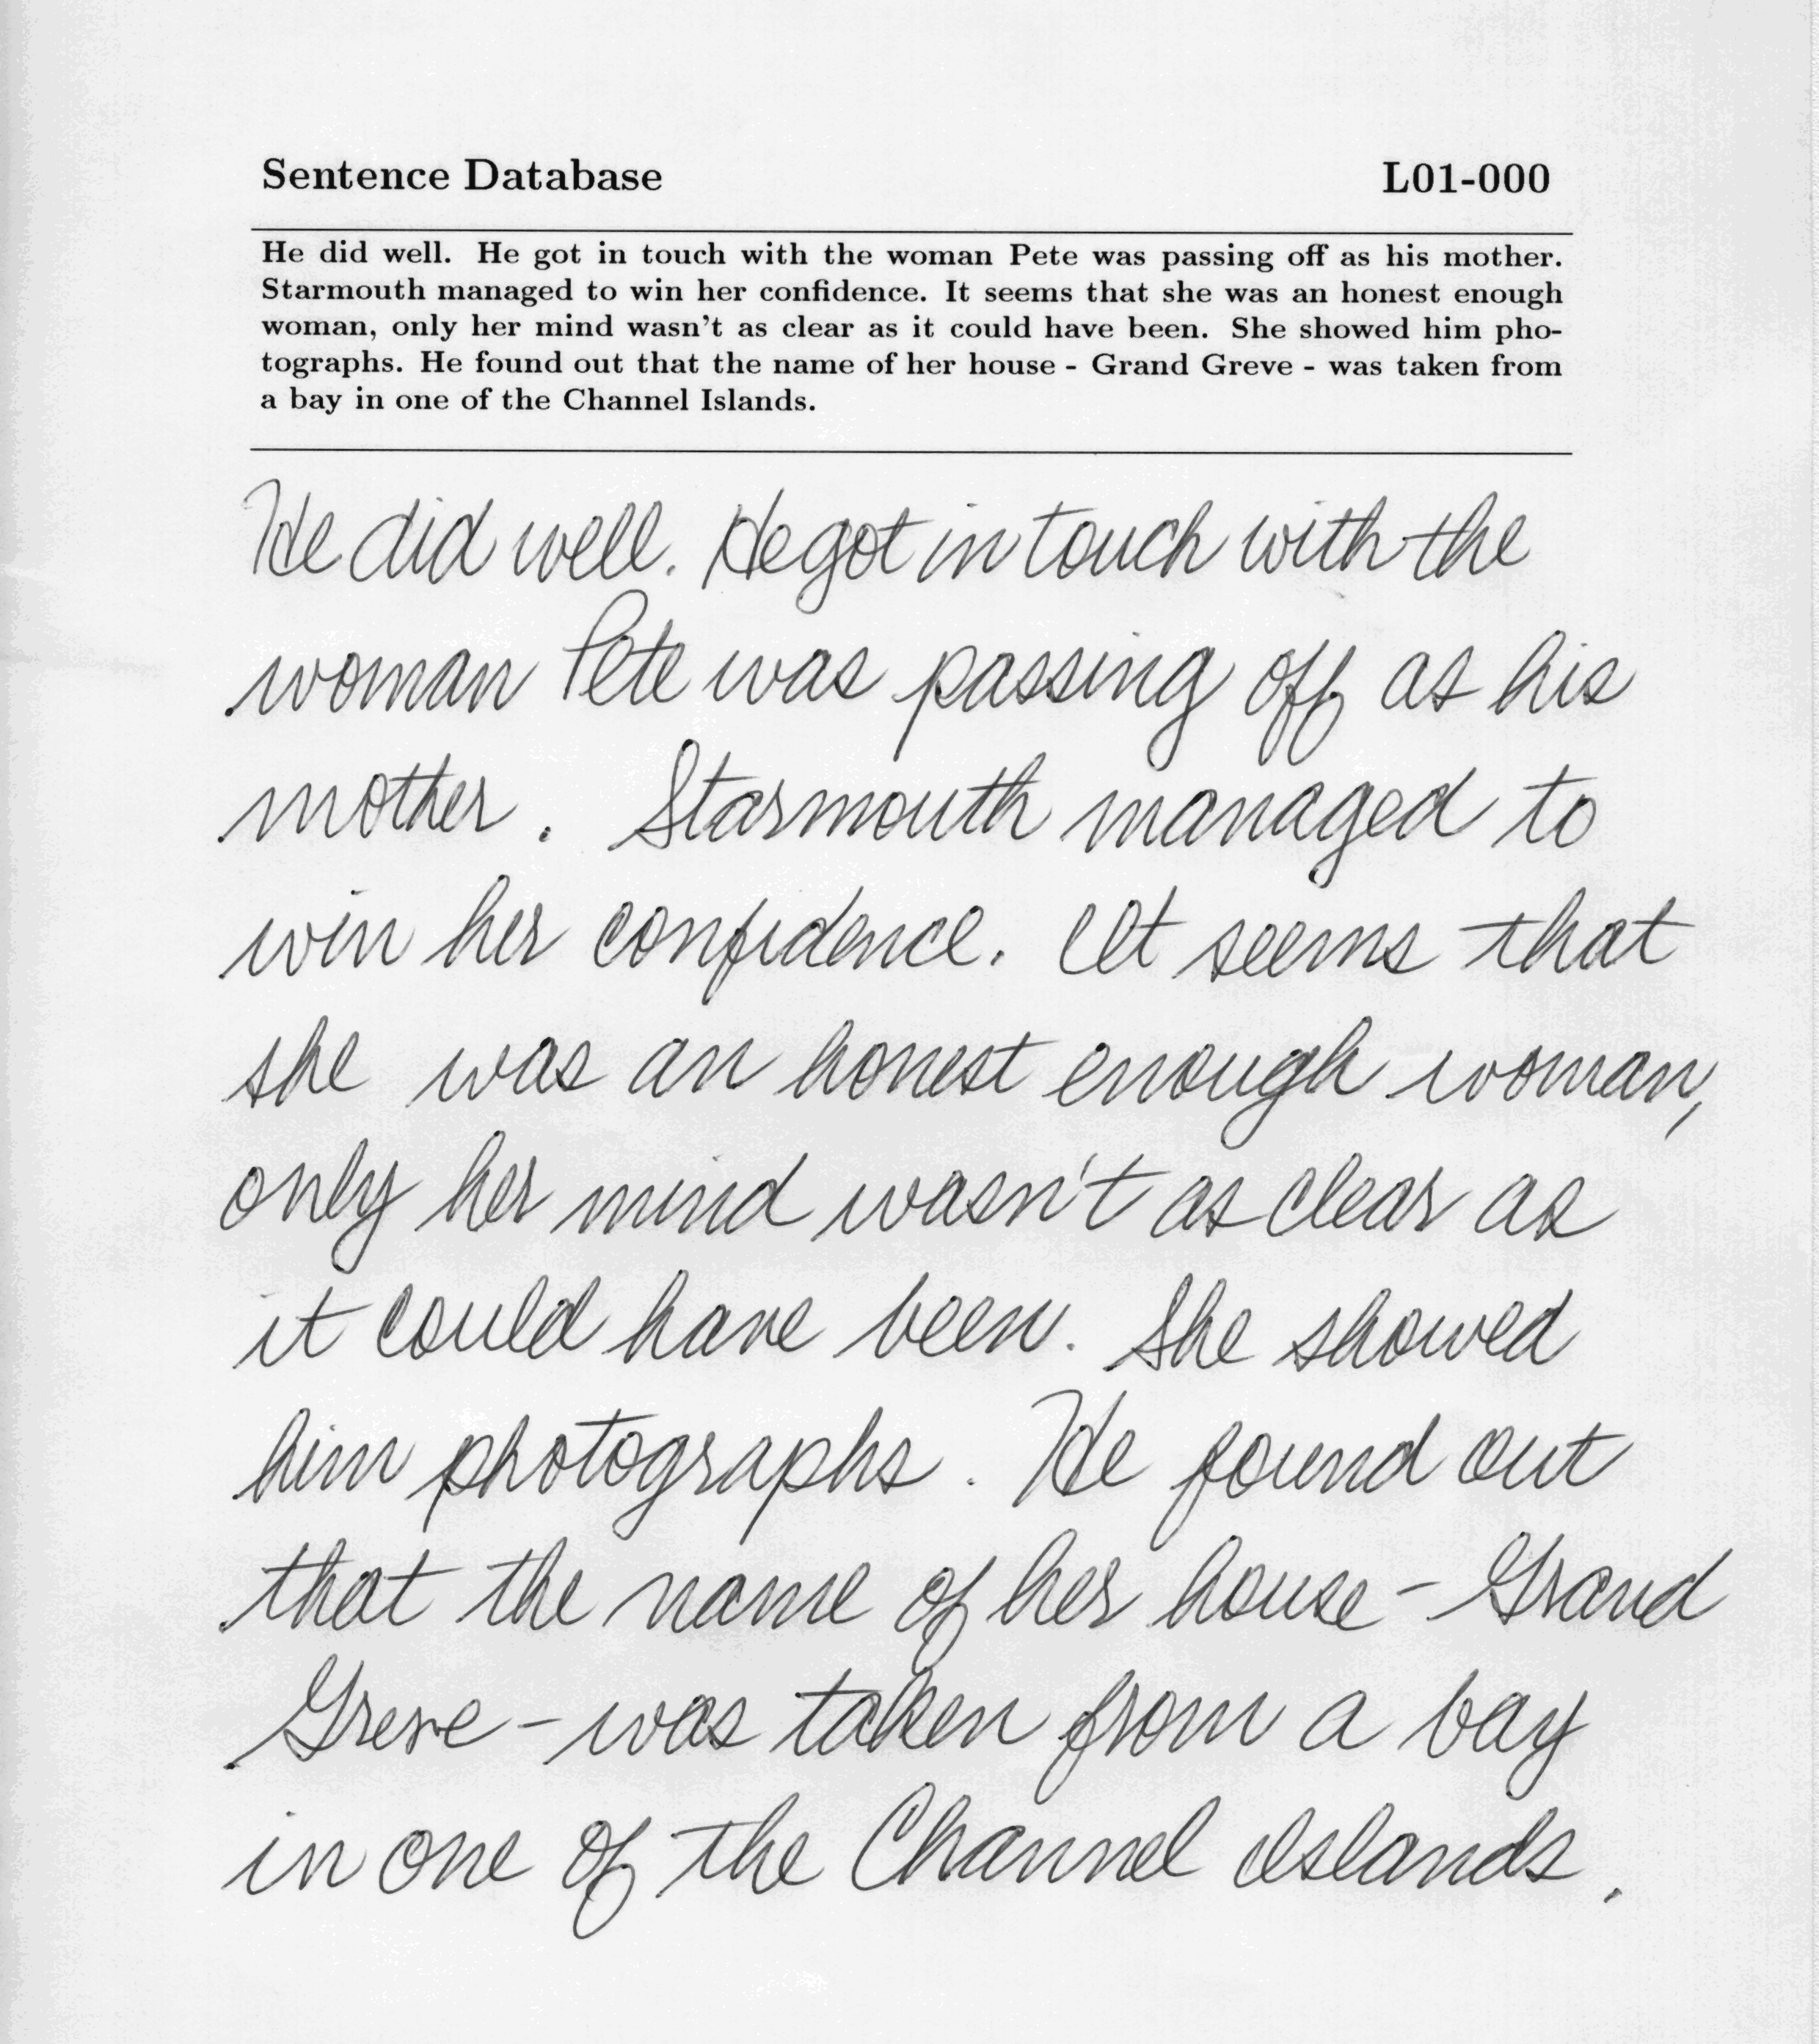 Sentence Database L01-000
He did well. He got in touch with the woman Pete was passing off as his mother.
Starmouth managed to win her confidence. It seems that she was an honest enough
woman, only her mind wasn't as clear as it could have been. She showed him pho-
tographs. He found out that the name of her house - Grand Greve - was taken from
a bay in one of the Channel Islands.
He did well. He got in touch with the
woman Pete was passing off as his
mother. Starmouth managed to
win her confidence. It seems that
she was an honest enough woman,
only her mind wasn't as clear as
it could have been. She showed
him photographs. He found out
that the name of her house - Grand
Greve - was taken from a bay
in one of the Channel Islands.